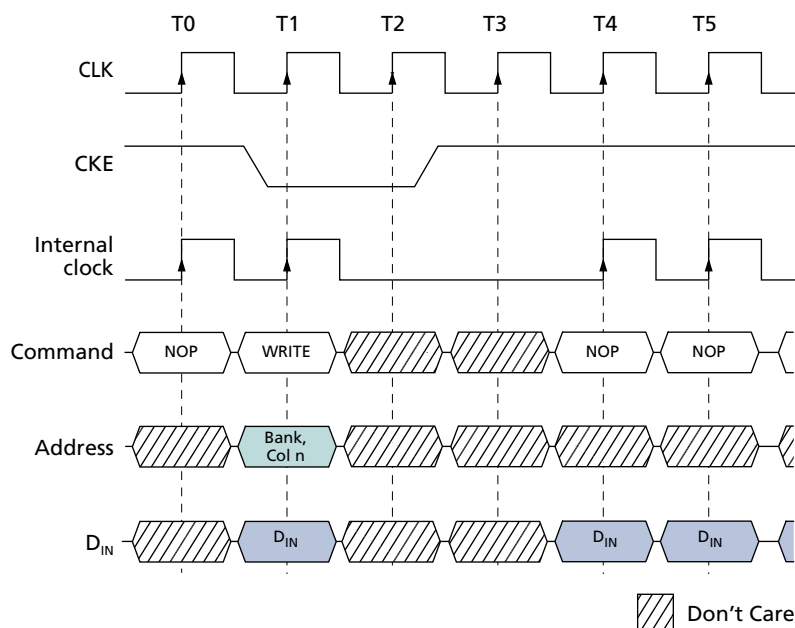 T0 T1 T2 T3 T4 T5
CLK
CKE
Internal
clock
Command NOP WRITE NOP NOP
Address Bank,
Col n
DIN DIN DIN DIN
Don't Care